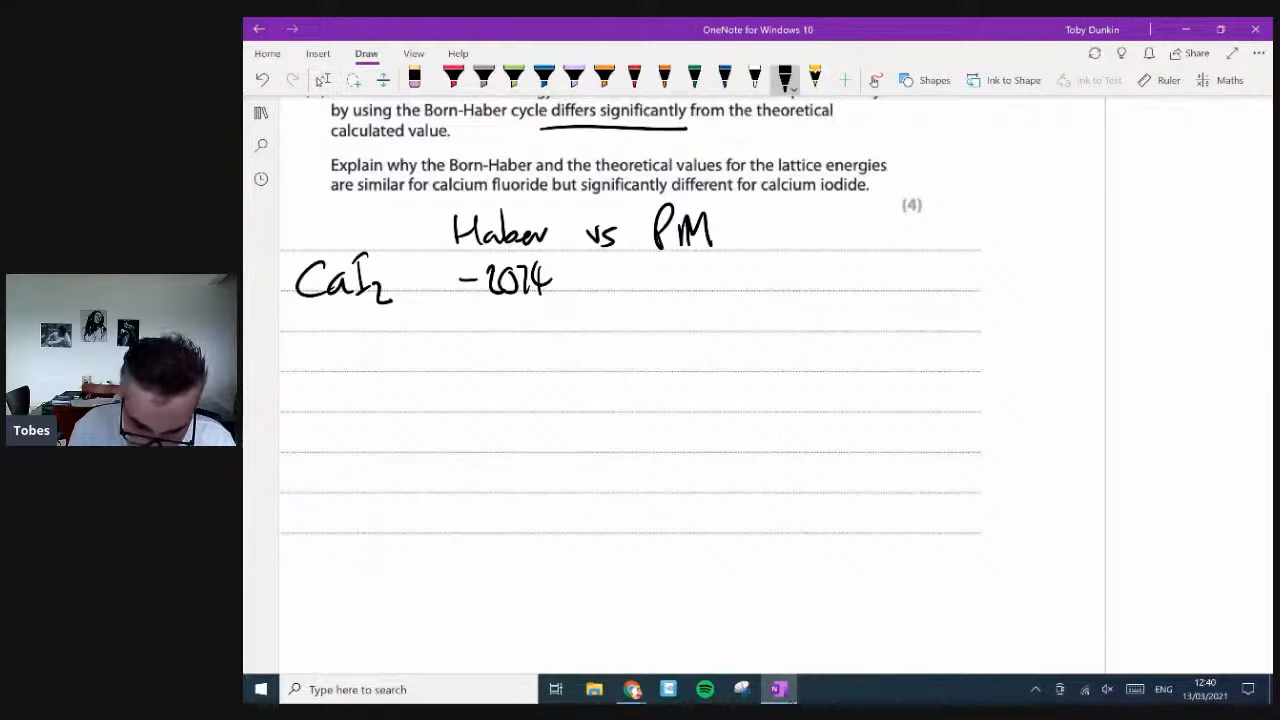 OneNote for Windows 10
Toby Dunkin
Home Insert Draw View Help
Share
Shapes Ink to Shape Ink to Text Ruler Maths
by using the Born-Haber cycle differs significantly from the theoretical
calculated value.
Explain why the Born-Haber and the theoretical values for the lattice energies
are similar for calcium fluoride but significantly different for calcium iodide.
(4)
Haber vs PIM
CaI2 -2074
Tobes
Type here to search
ENG
12:40
13/03/2021